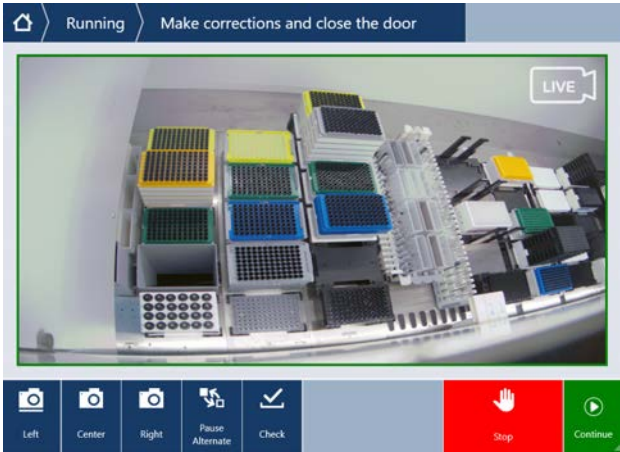 Running
Make corrections and close the door
LIVE
Left
Center
Right
Pause
Alternate
Check
Stop
Continue